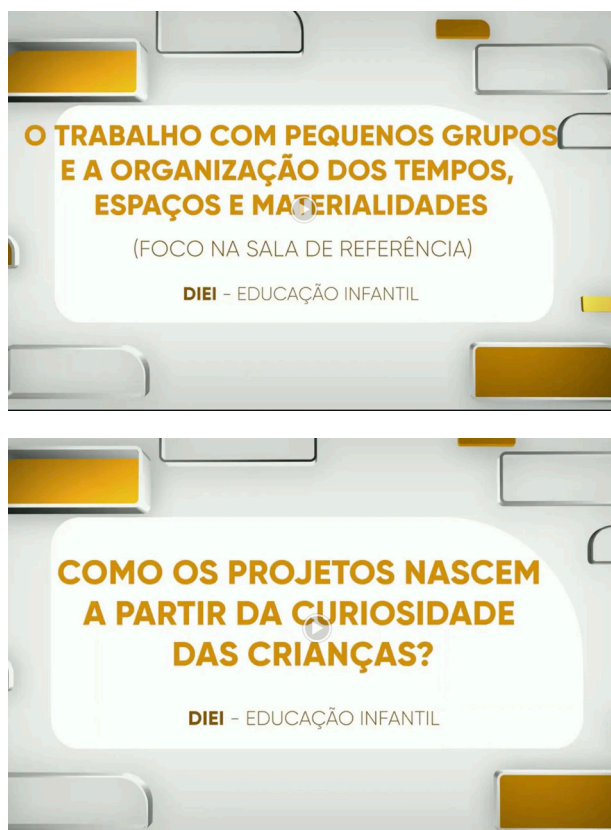 O TRABALHO COM PEQUENOS GRUPOS
E A ORGANIZAÇÃO DOS TEMPOS,
ESPAÇOS E MATERIALIDADES
(FOCO NA SALA DE REFERÊNCIA)
DIEI - EDUCAÇÃO INFANTIL
COMO OS PROJETOS NASCEM
A PARTIR DA CURIOSIDADE
DAS CRIANÇAS?
DIEI - EDUCAÇÃO INFANTIL